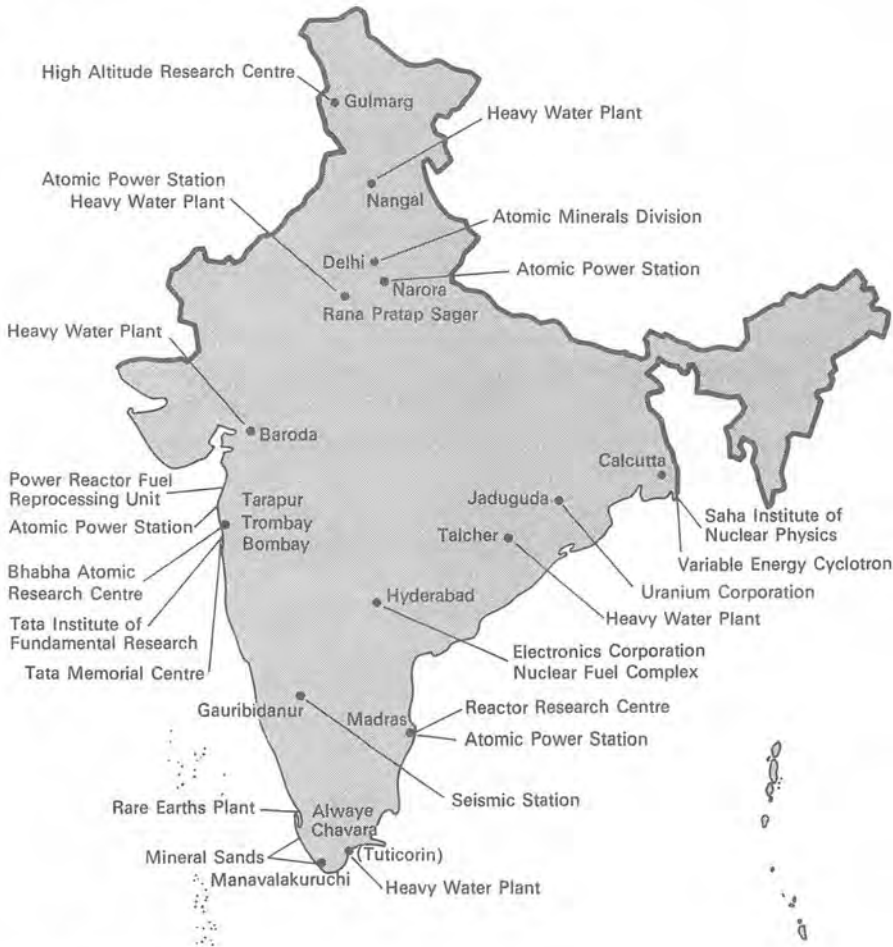 High Altitude Research Centre
Gulmarg
Heavy Water Plant
Nangal
Atomic Power Station
Heavy Water Plant
Atomic Minerals Division
Delhi
Atomic Power Station
Narora
Rana Pratap Sagar
Heavy Water Plant
Baroda
Calcutta
Power Reactor Fuel
Reprocessing Unit
Atomic Power Station
Tarapur
Trombay
Bombay
Jaduguda
Saha Institute of
Nuclear Physics
Talcher
Variable Energy Cyclotron
Bhabha Atomic
Research Centre
Uranium Corporation
Hyderabad
Heavy Water Plant
Tata Institute of
Fundamental Research
Electronics Corporation
Nuclear Fuel Complex
Tata Memorial Centre
Gauribidanur
Madras
Reactor Research Centre
Atomic Power Station
Seismic Station
Rare Earths Plant
Alwaye
Chavara
Mineral Sands
(Tuticorin)
Manavalakuruchi
Heavy Water Plant